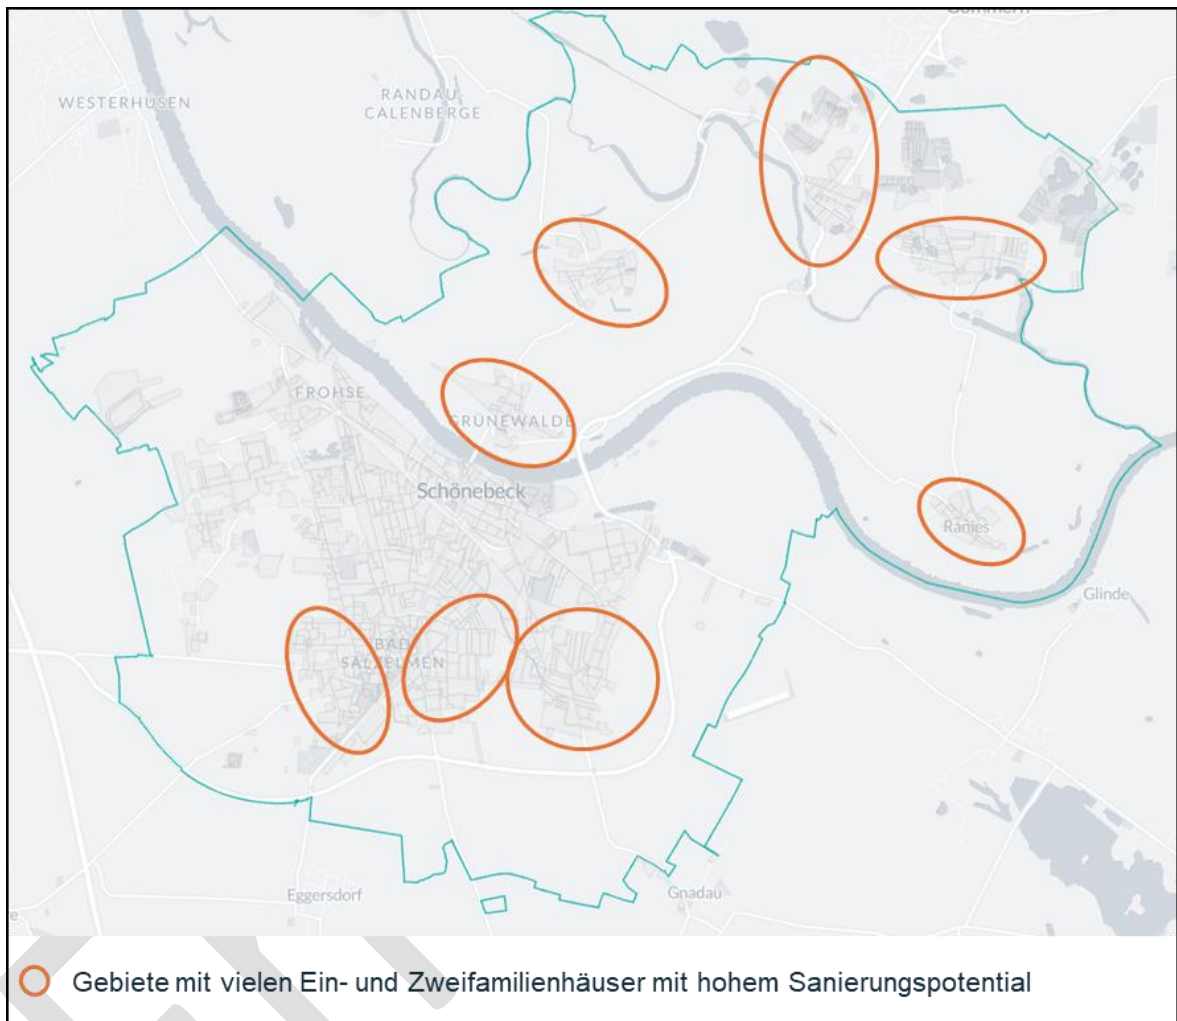 Gommern
WESTERHUSEN
RANDAU-
CALENBERGE
FROHSE
GRÜNEWALDE
Schönebeck
Ranies
Glinde
BAD
SALZELMEN
Eggersdorf
Gnadau
e
Gebiete mit vielen Ein- und Zweifamilienhäuser mit hohem Sanierungspotential